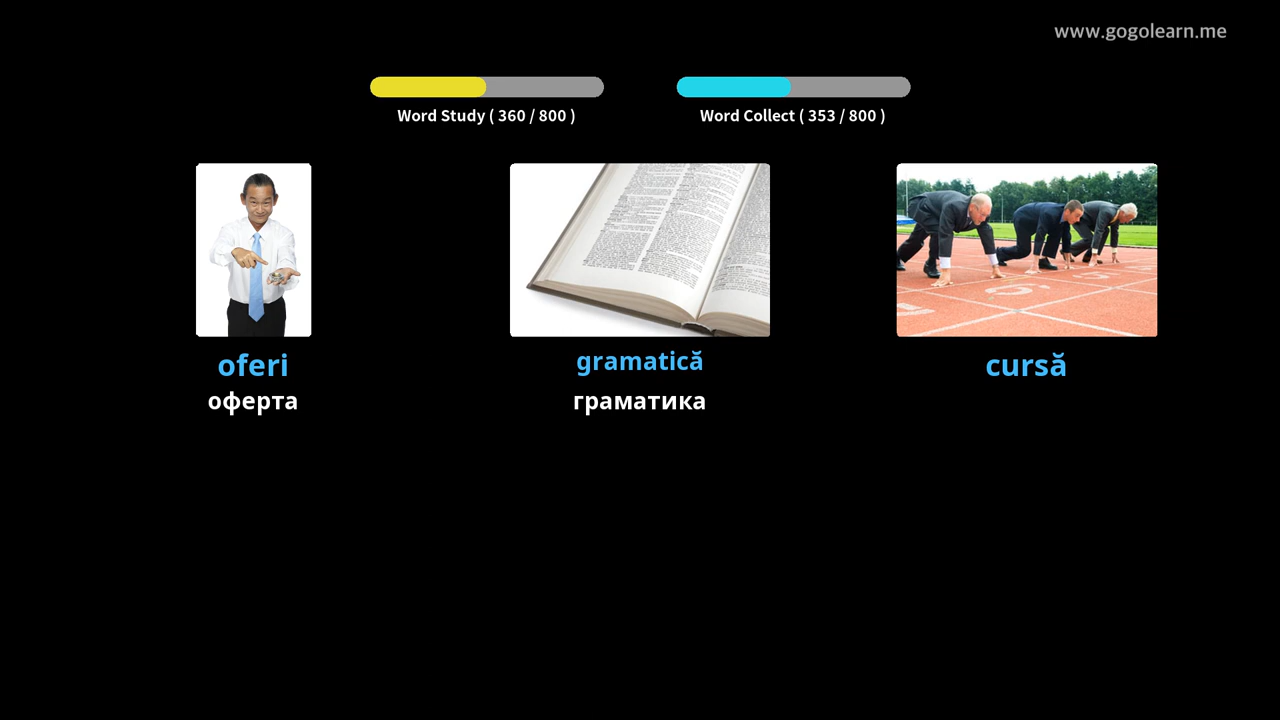 www.gogolearn.me
Word Study ( 360 / 800 )
Word Collect ( 353 / 800 )
oferi
gramatică
cursă
оферта
граматика